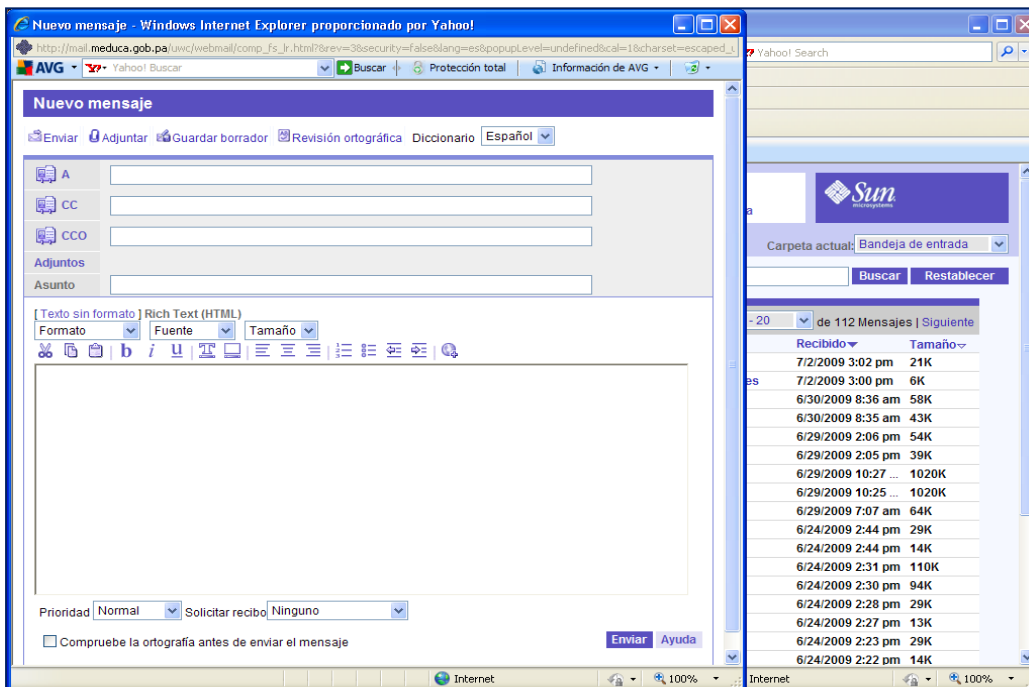 Nuevo mensaje - Windows Internet Explorer proporcionado por Yahoo!
http://mail.meduca.gob.pa/uwc/webmail/comp_fs_lr.html?&rev=3&security=false&lang=es&popupLevel=undefined&cal=1&charset=escaped_
AVG Yahoo! Buscar Buscar Protección total Información de AVG
Nuevo mensaje
Enviar Adjuntar Guardar borrador Revisión ortográfica Diccionario Español
A
CC
CCO
Adjuntos
Asunto
[ Texto sin formato ] Rich Text (HTML)
Formato Fuente Tamaño
b i u T
Prioridad Normal Solicitar recibo Ninguno
Compruebe la ortografía antes de enviar el mensaje
Enviar Ayuda
Internet 100%
Yahoo! Search
Sun
microsystems
Carpeta actual: Bandeja de entrada
Buscar Restablecer
- 20 de 112 Mensajes | Siguiente
Recibido Tamaño
7/2/2009 3:02 pm 21K
es 7/2/2009 3:00 pm 6K
6/30/2009 8:36 am 58K
6/30/2009 8:35 am 43K
6/29/2009 2:06 pm 54K
6/29/2009 2:05 pm 39K
6/29/2009 10:27 ... 1020K
6/29/2009 10:25 ... 1020K
6/29/2009 7:07 am 64K
6/24/2009 2:44 pm 29K
6/24/2009 2:44 pm 14K
6/24/2009 2:31 pm 110K
6/24/2009 2:30 pm 94K
6/24/2009 2:28 pm 29K
6/24/2009 2:27 pm 13K
6/24/2009 2:23 pm 29K
6/24/2009 2:22 pm 14K
Internet 100%